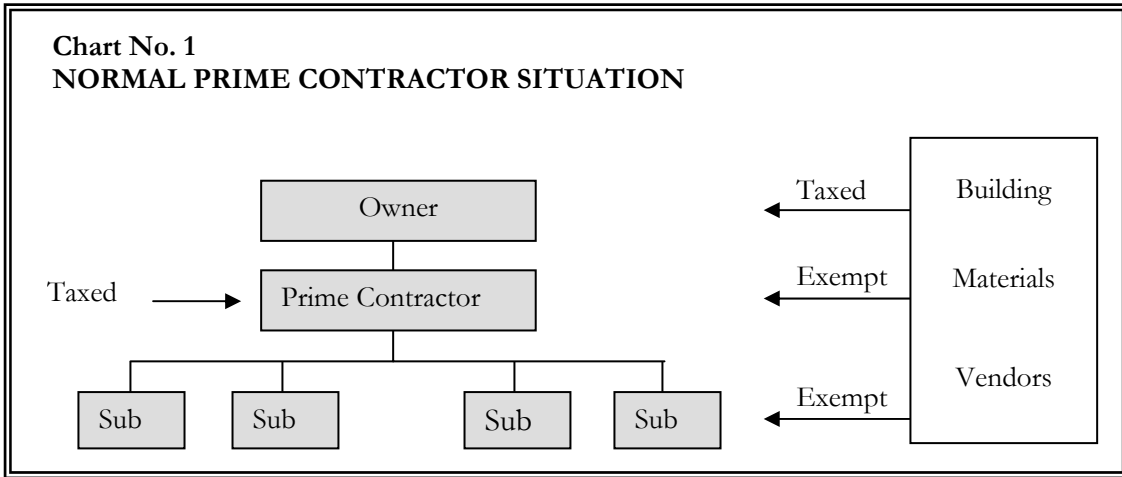 Chart No. 1
NORMAL PRIME CONTRACTOR SITUATION
Owner
Taxed
Building
Taxed
Prime Contractor
Exempt
Materials
Sub
Sub
Sub
Sub
Exempt
Vendors